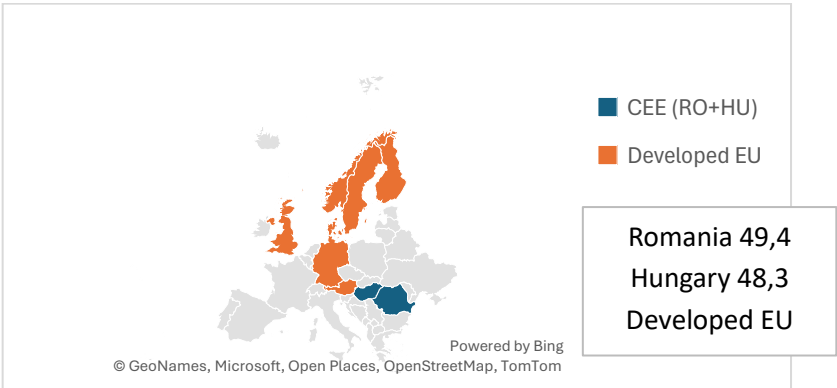 CEE (RO+HU)
Developed EU
Romania 49,4
Hungary 48,3
Developed EU
Powered by Bing
© GeoNames, Microsoft, Open Places, OpenStreetMap, TomTom